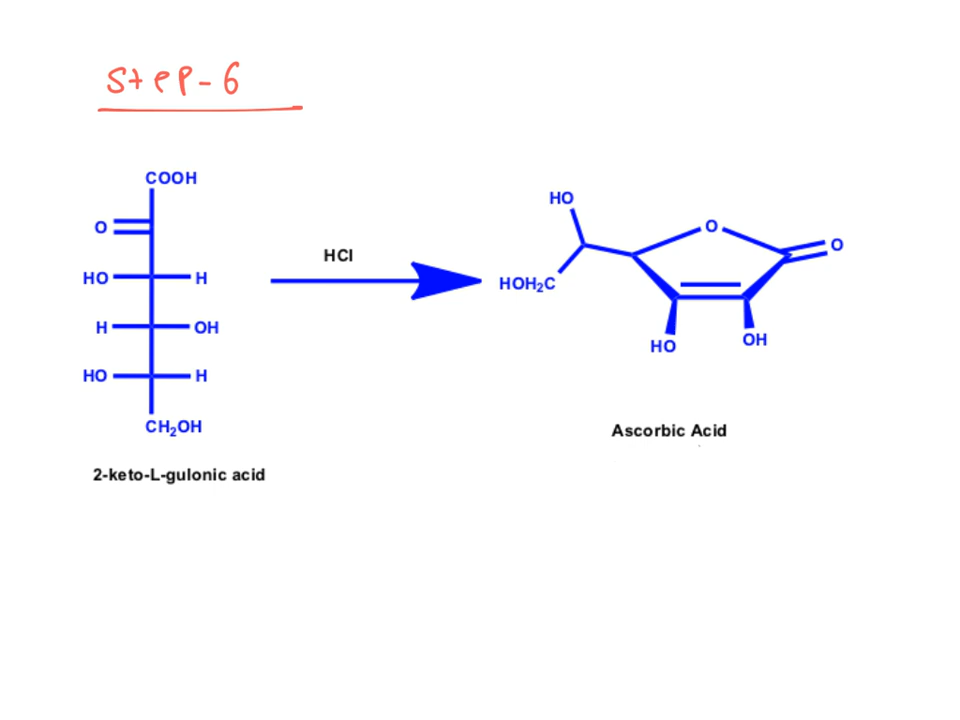 Step-6
COOH
O
HO H
H OH
HO H
CH2OH
2-keto-L-gulonic acid
HCl
HO
O
O
HOH2C
HO
OH
Ascorbic Acid